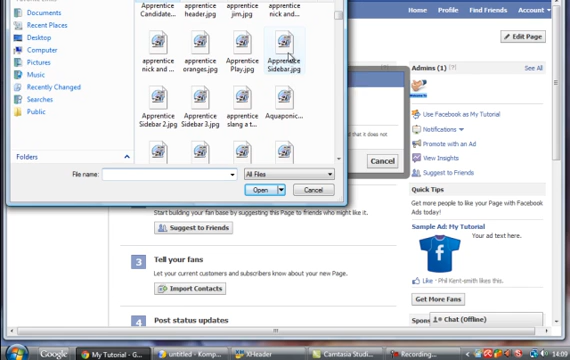 Documents
Recent Places
Desktop
Computer
Pictures
Music
Recently Changed
Searches
Public
Folders
Apprentice Candidate...
apprentice header.jpg
apprentice jim.jpg
apprentice nick and ...
apprentice nick and ...
apprentice oranges.jpg
Apprentice Play.jpg
Apprentice Sidebar.jpg
Apprentice Sidebar 2.jpg
Apprentice Sidebar 3.jpg
apprentice slang a t...
Aquaponic...
File name:
All Files
Open
Cancel
Home Profile Find Friends Account
Edit Page
Admins (1) [?] See All
Use Facebook as My Tutorial
Notifications
Promote with an Ad
View Insights
Suggest to Friends
that it does not
Cancel
Quick Tips
Get more people to like your Page with Facebook
Ads today!
Sample Ad: My Tutorial
Your ad text here.
Like · Phil Kent-smith likes this.
Get More Fans
Chat (Offline)
Start building your fan base by suggesting this Page to friends who might like it.
Suggest to Friends
3 Tell your fans
Let your current customers and subscribers know about your new Page.
Import Contacts
4 Post status updates
Google
My Tutorial - G...
untitled - Komp...
XHeader
Camtasia Studi...
Recording...
14:09